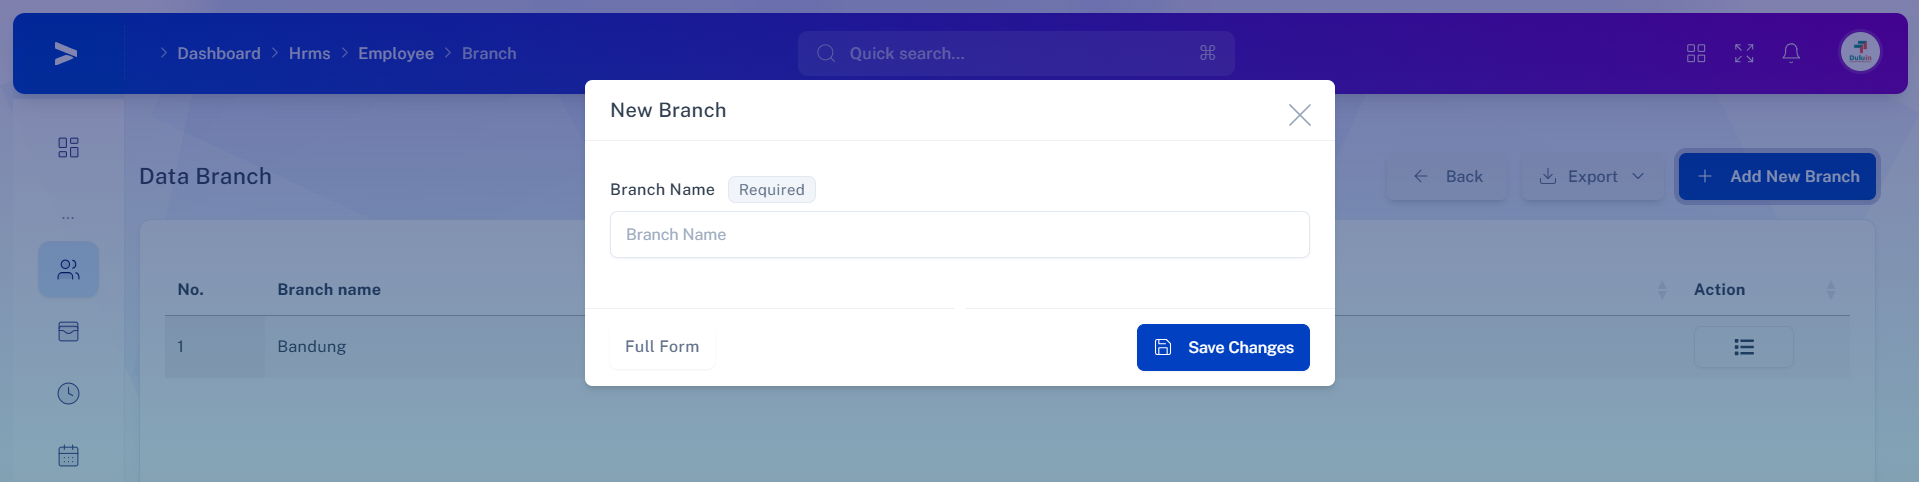 Dashboard Hrms Employee Branch
Quick search...
Duluin
New Branch
Data Branch
Back
Export
Add New Branch
...
Branch Name Required
Branch Name
No. Branch name Action
1 Bandung
Full Form
Save Changes